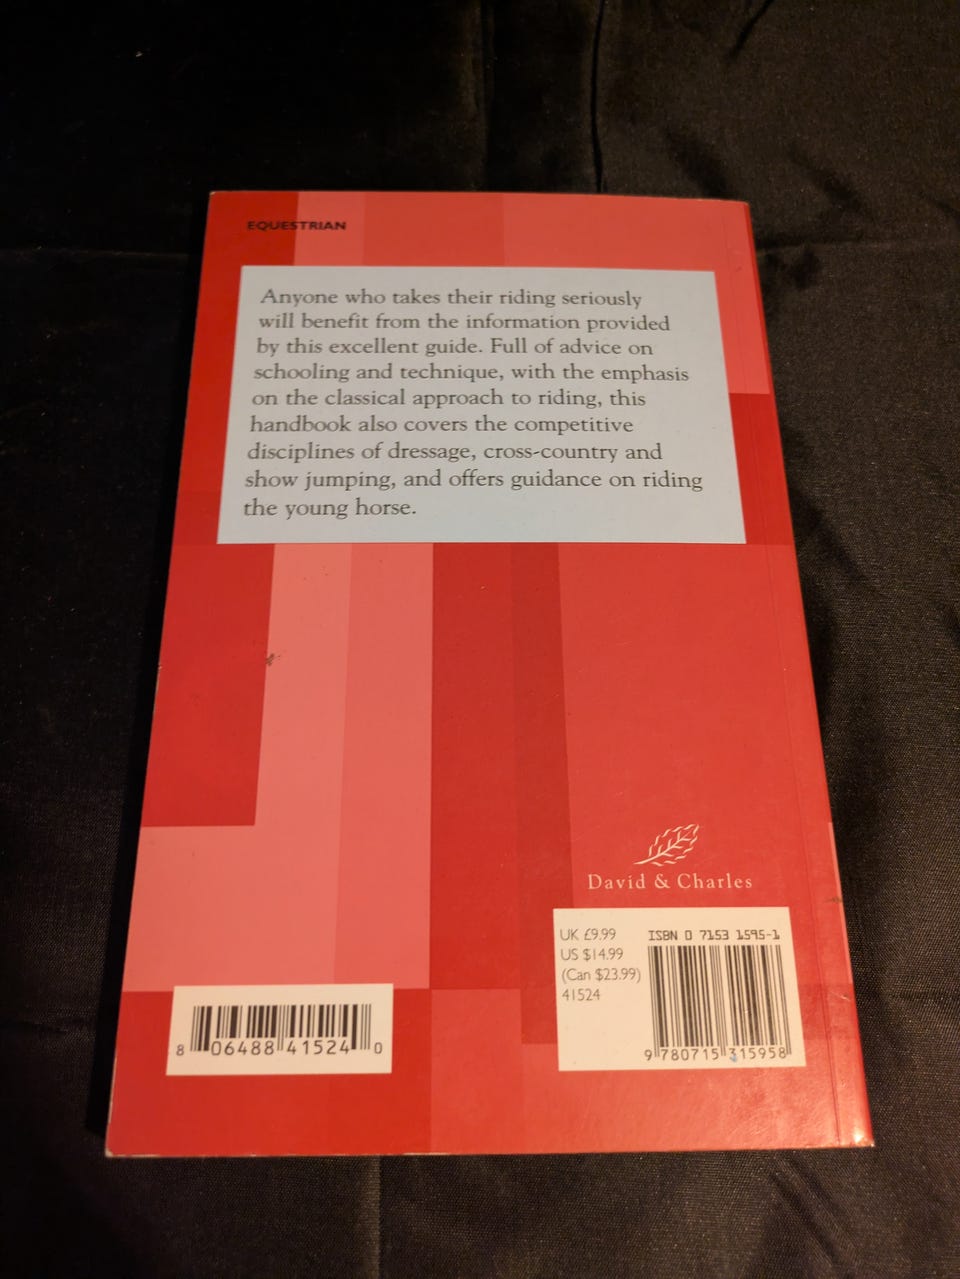 EQUESTRIAN
Anyone who takes their riding seriously
will benefit from the information provided
by this excellent guide. Full of advice on
schooling and technique, with the emphasis
on the classical approach to riding, this
handbook also covers the competitive
disciplines of dressage, cross-country and
show jumping, and offers guidance on riding
the young horse.
David & Charles
UK £9.99
US $14.99
(Can $23.99)
41524
ISBN 0 7153 1595-1
9 780715 315958
8 06488 41524 0